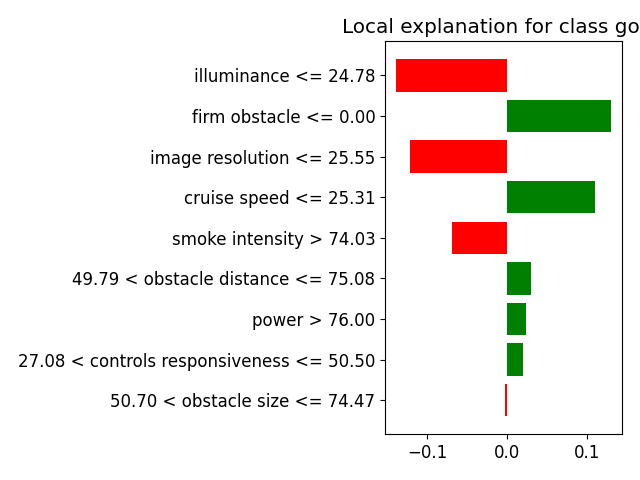 Local explanation for class go
illuminance <= 24.78
firm obstacle <= 0.00
image resolution <= 25.55
cruise speed <= 25.31
smoke intensity > 74.03
49.79 < obstacle distance <= 75.08
power > 76.00
27.08 < controls responsiveness <= 50.50
50.70 < obstacle size <= 74.47
−0.1 0.0 0.1